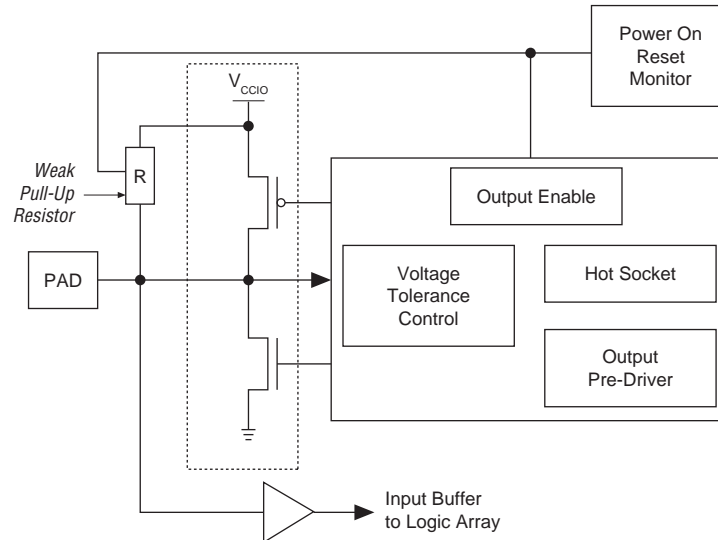 Power On
Reset
Monitor
V CCIO
Weak
Pull-Up
Resistor
R
Output Enable
PAD
Voltage
Tolerance
Control
Hot Socket
Output
Pre-Driver
Input Buffer
to Logic Array